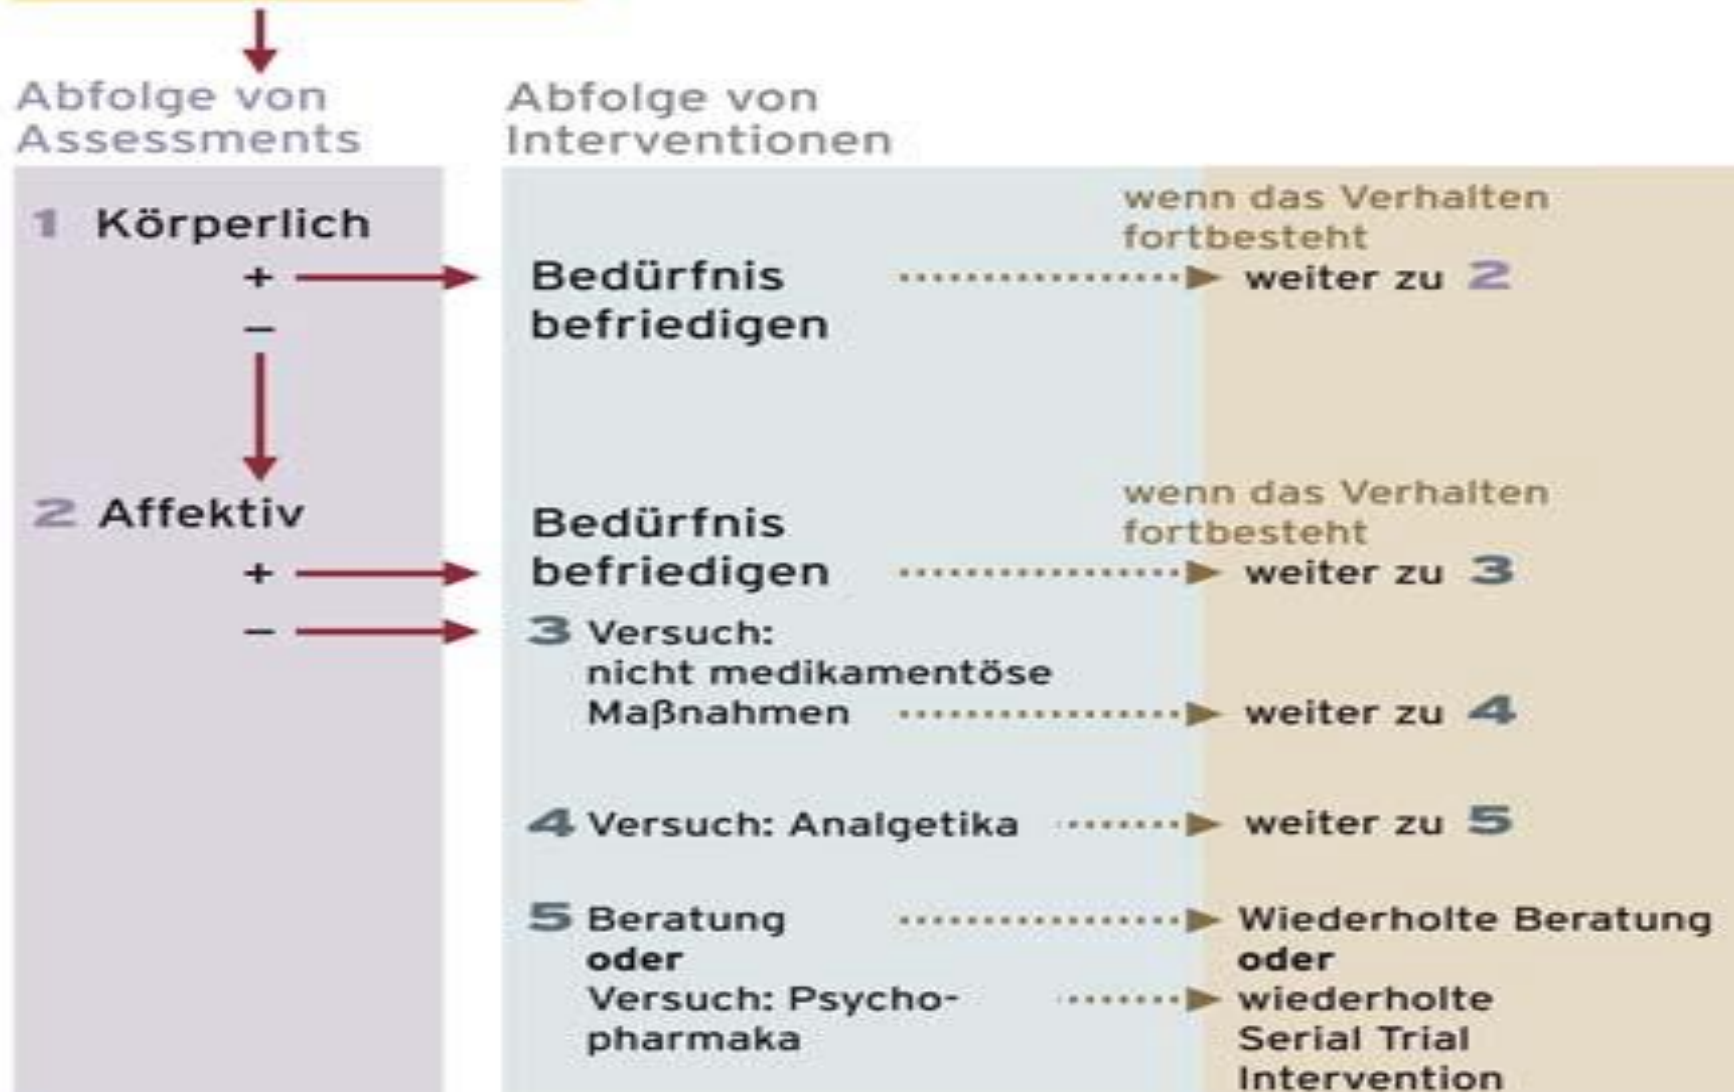 Abfolge von
Assessments
Abfolge von
Interventionen
1 Körperlich
+
–
2 Affektiv
+
–
Bedürfnis
befriedigen
wenn das Verhalten
fortbesteht
weiter zu 2
Bedürfnis
befriedigen
wenn das Verhalten
fortbesteht
weiter zu 3
3 Versuch:
nicht medikamentöse
Maßnahmen
weiter zu 4
4 Versuch: Analgetika
weiter zu 5
5 Beratung
oder
Versuch: Psycho-
pharmaka
Wiederholte Beratung
oder
wiederholte
Serial Trial
Intervention